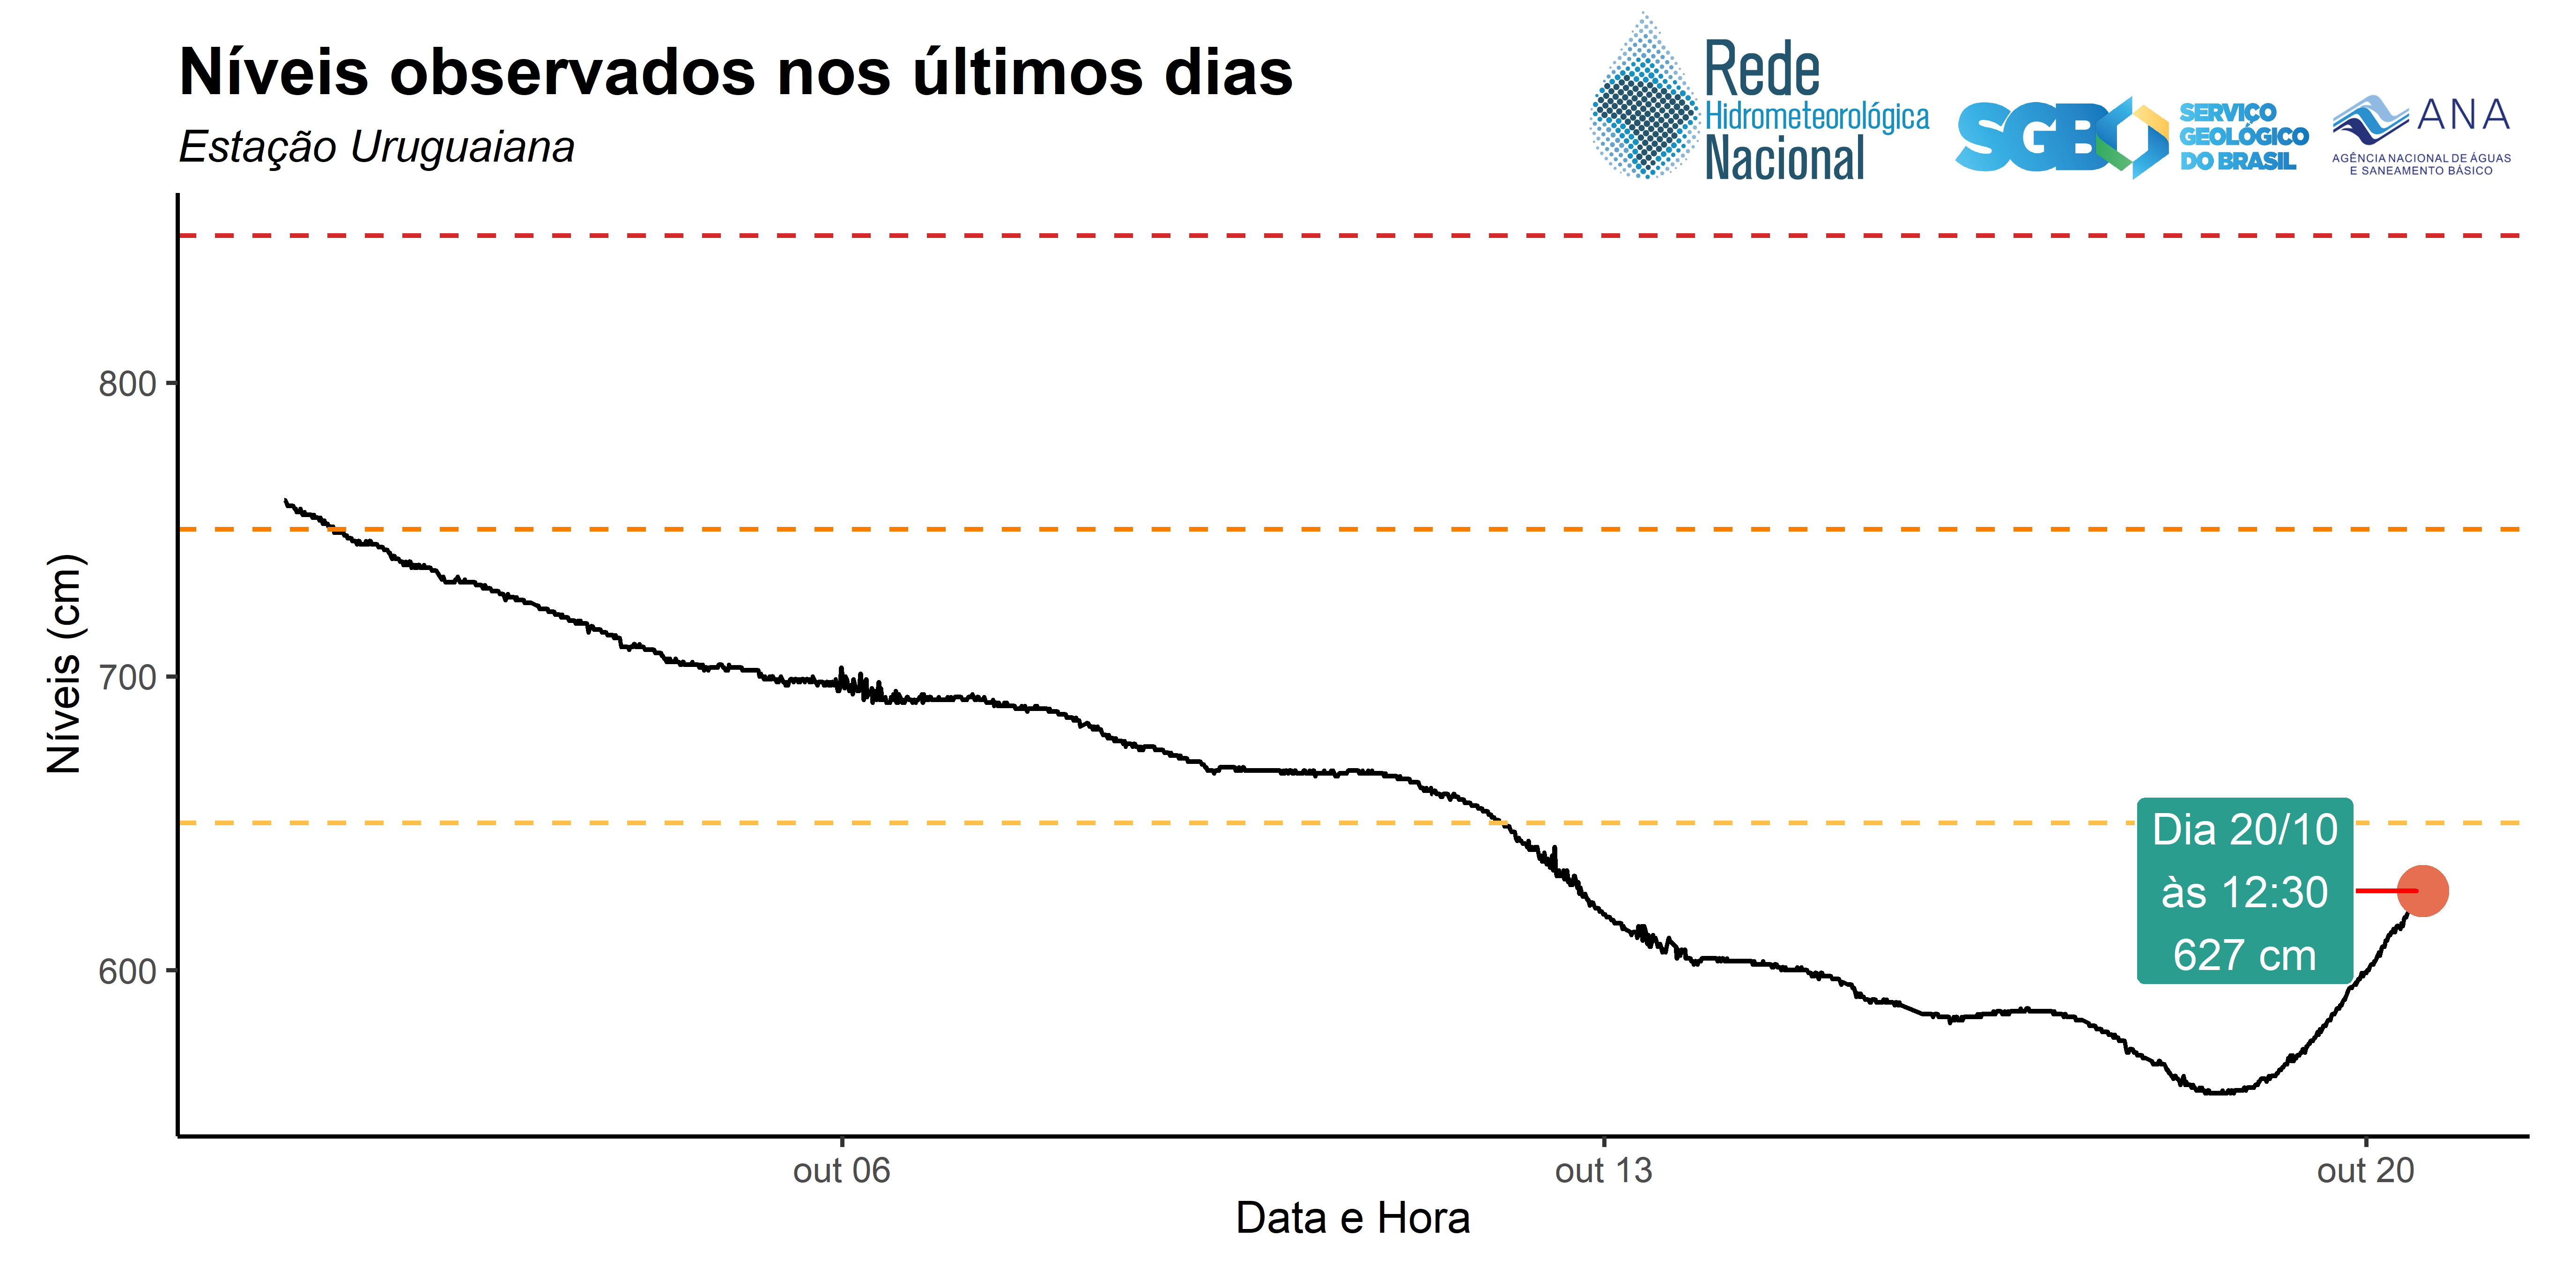 Níveis observados nos últimos dias
Estação Uruguaiana
Rede
Hidrometeorológica
Nacional
SGB
SERVIÇO
GEOLÓGICO
DO BRASIL
ANA
AGÊNCIA NACIONAL DE ÁGUAS
E SANEAMENTO BÁSICO
Níveis (cm)
800
700
600
Dia 20/10
às 12:30
627 cm
out 06
out 13
out 20
Data e Hora